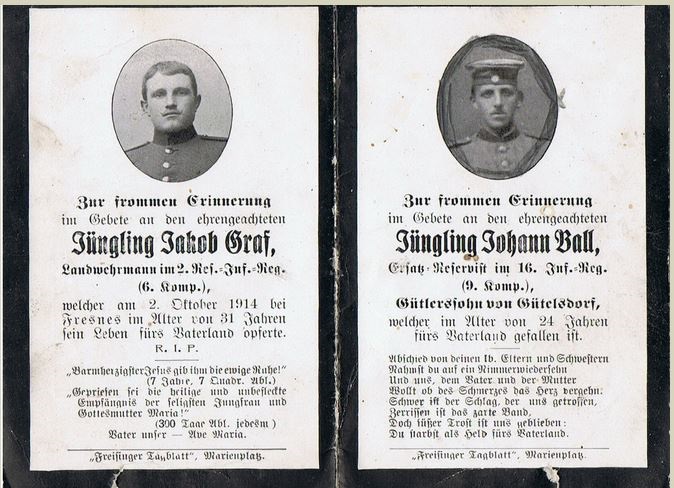 Zur frommen Erinnerung
im Gebete an den ehrengeachteten
Jüngling Jakob Graf,
Landwehrmann im 2. Res.-Inf.-Reg.
(6. Komp.),
welcher am 2. Oktober 1914 bei
Fresnes im Alter von 31 Jahren
sein Leben fürs Vaterland opferte.
R. I. P.
„Barmherzigster Jesus gib ihm die ewige Ruhe!"
(7 Jahre, 7 Quadr. Abl.)
„Gepriesen sei die heilige und unbefleckte
Empfängnis der seligsten Jungfrau und
Gottesmutter Maria!"
(300 Tage Abl. jedesm)
Vater unser — Ave Maria.
„Freisinger Tagblatt", Marienplatz.
Zur frommen Erinnerung
im Gebete an den ehrengeachteten
Jüngling Johann Ball,
Ersatz-Reservist im 16. Inf.-Reg.
(9. Komp.),
Gütlerssohn von Gütelsdorf,
welcher im Alter von 24 Jahren
fürs Vaterland gefallen ist.
Abschied von deinen lb. Eltern und Schwestern
Nahmst du auf ein Nimmerwiedersehn
Und uns, dem Vater und der Mutter
Wollt ob des Schmerzes das Herz vergehn.
Schwer ist der Schlag, der uns getroffen,
Zerrissen ist das zarte Band,
Doch süßer Trost ist uns geblieben:
Du starbst als Held fürs Vaterland.
„Freisinger Tagblatt", Marienplatz.